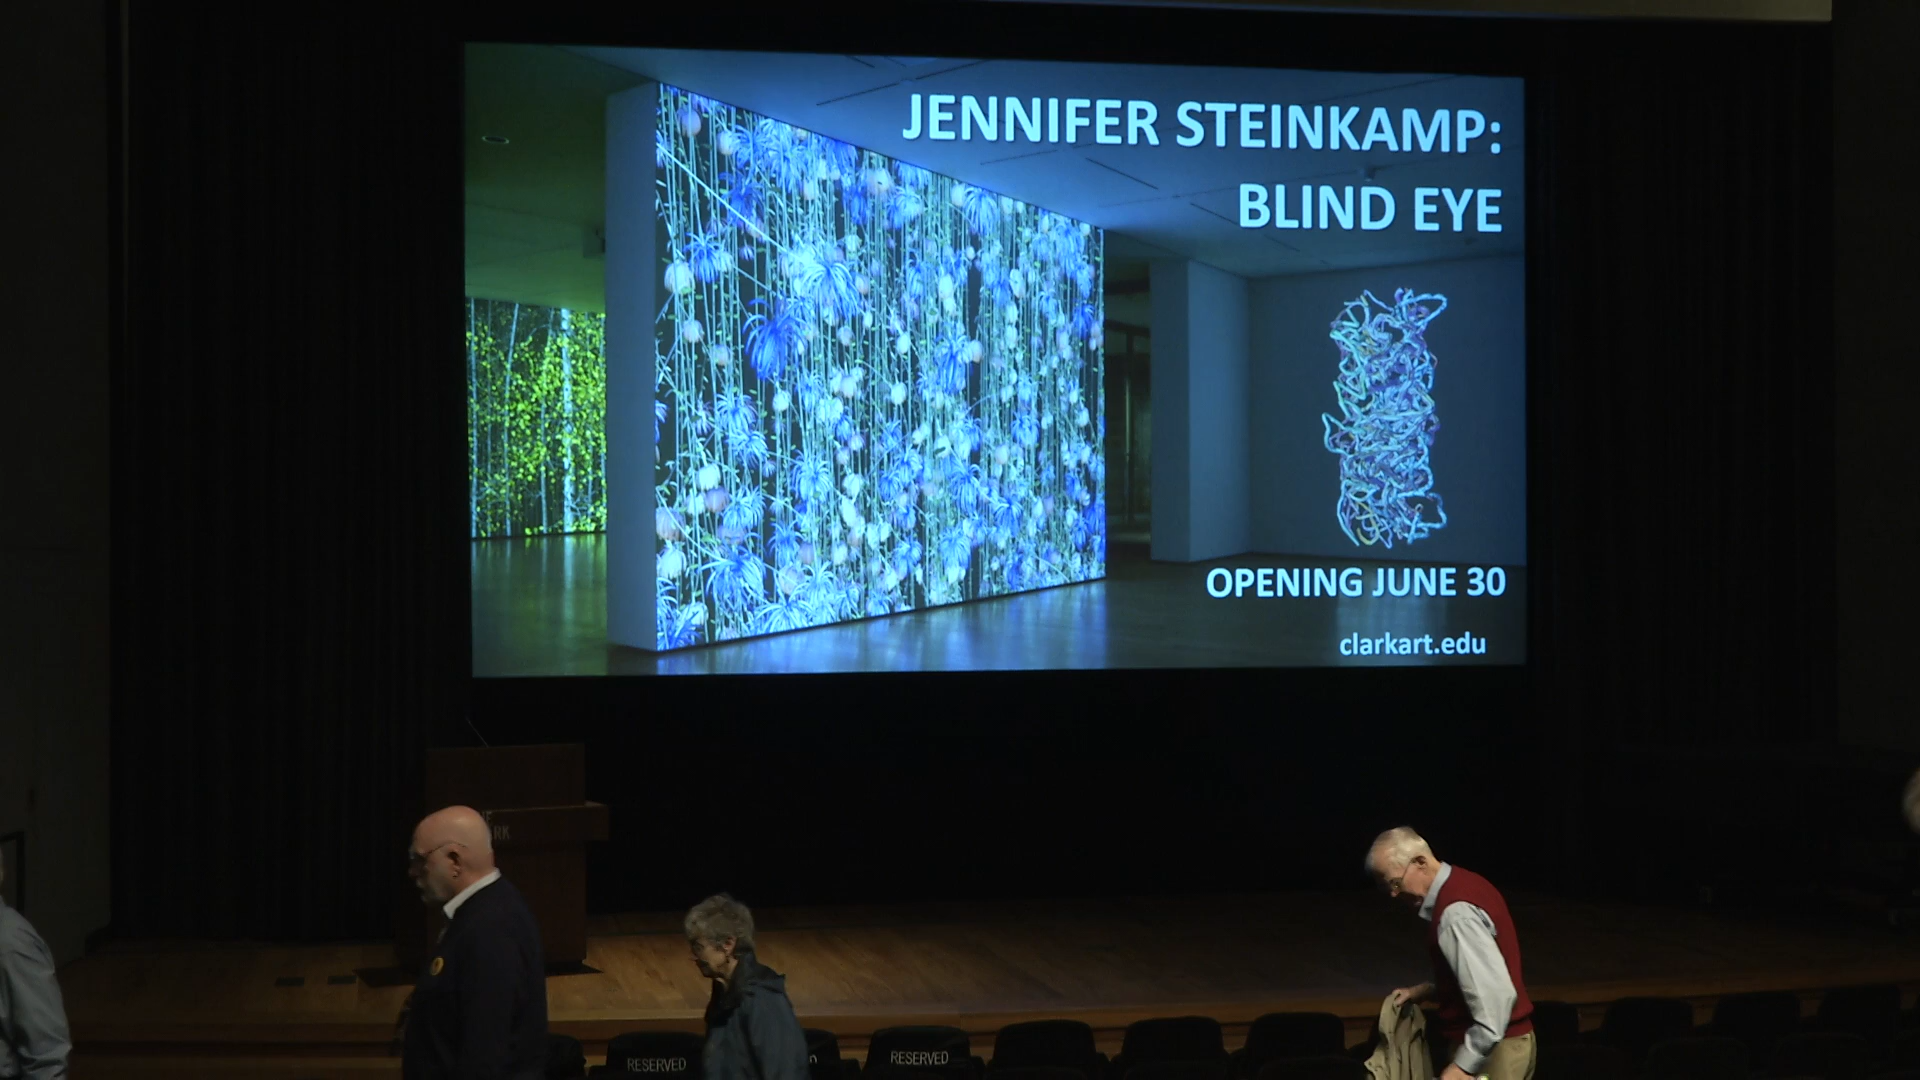 JENNIFER STEINKAMP:
BLIND EYE
OPENING JUNE 30
clarkart.edu
RESERVED
RESERVED